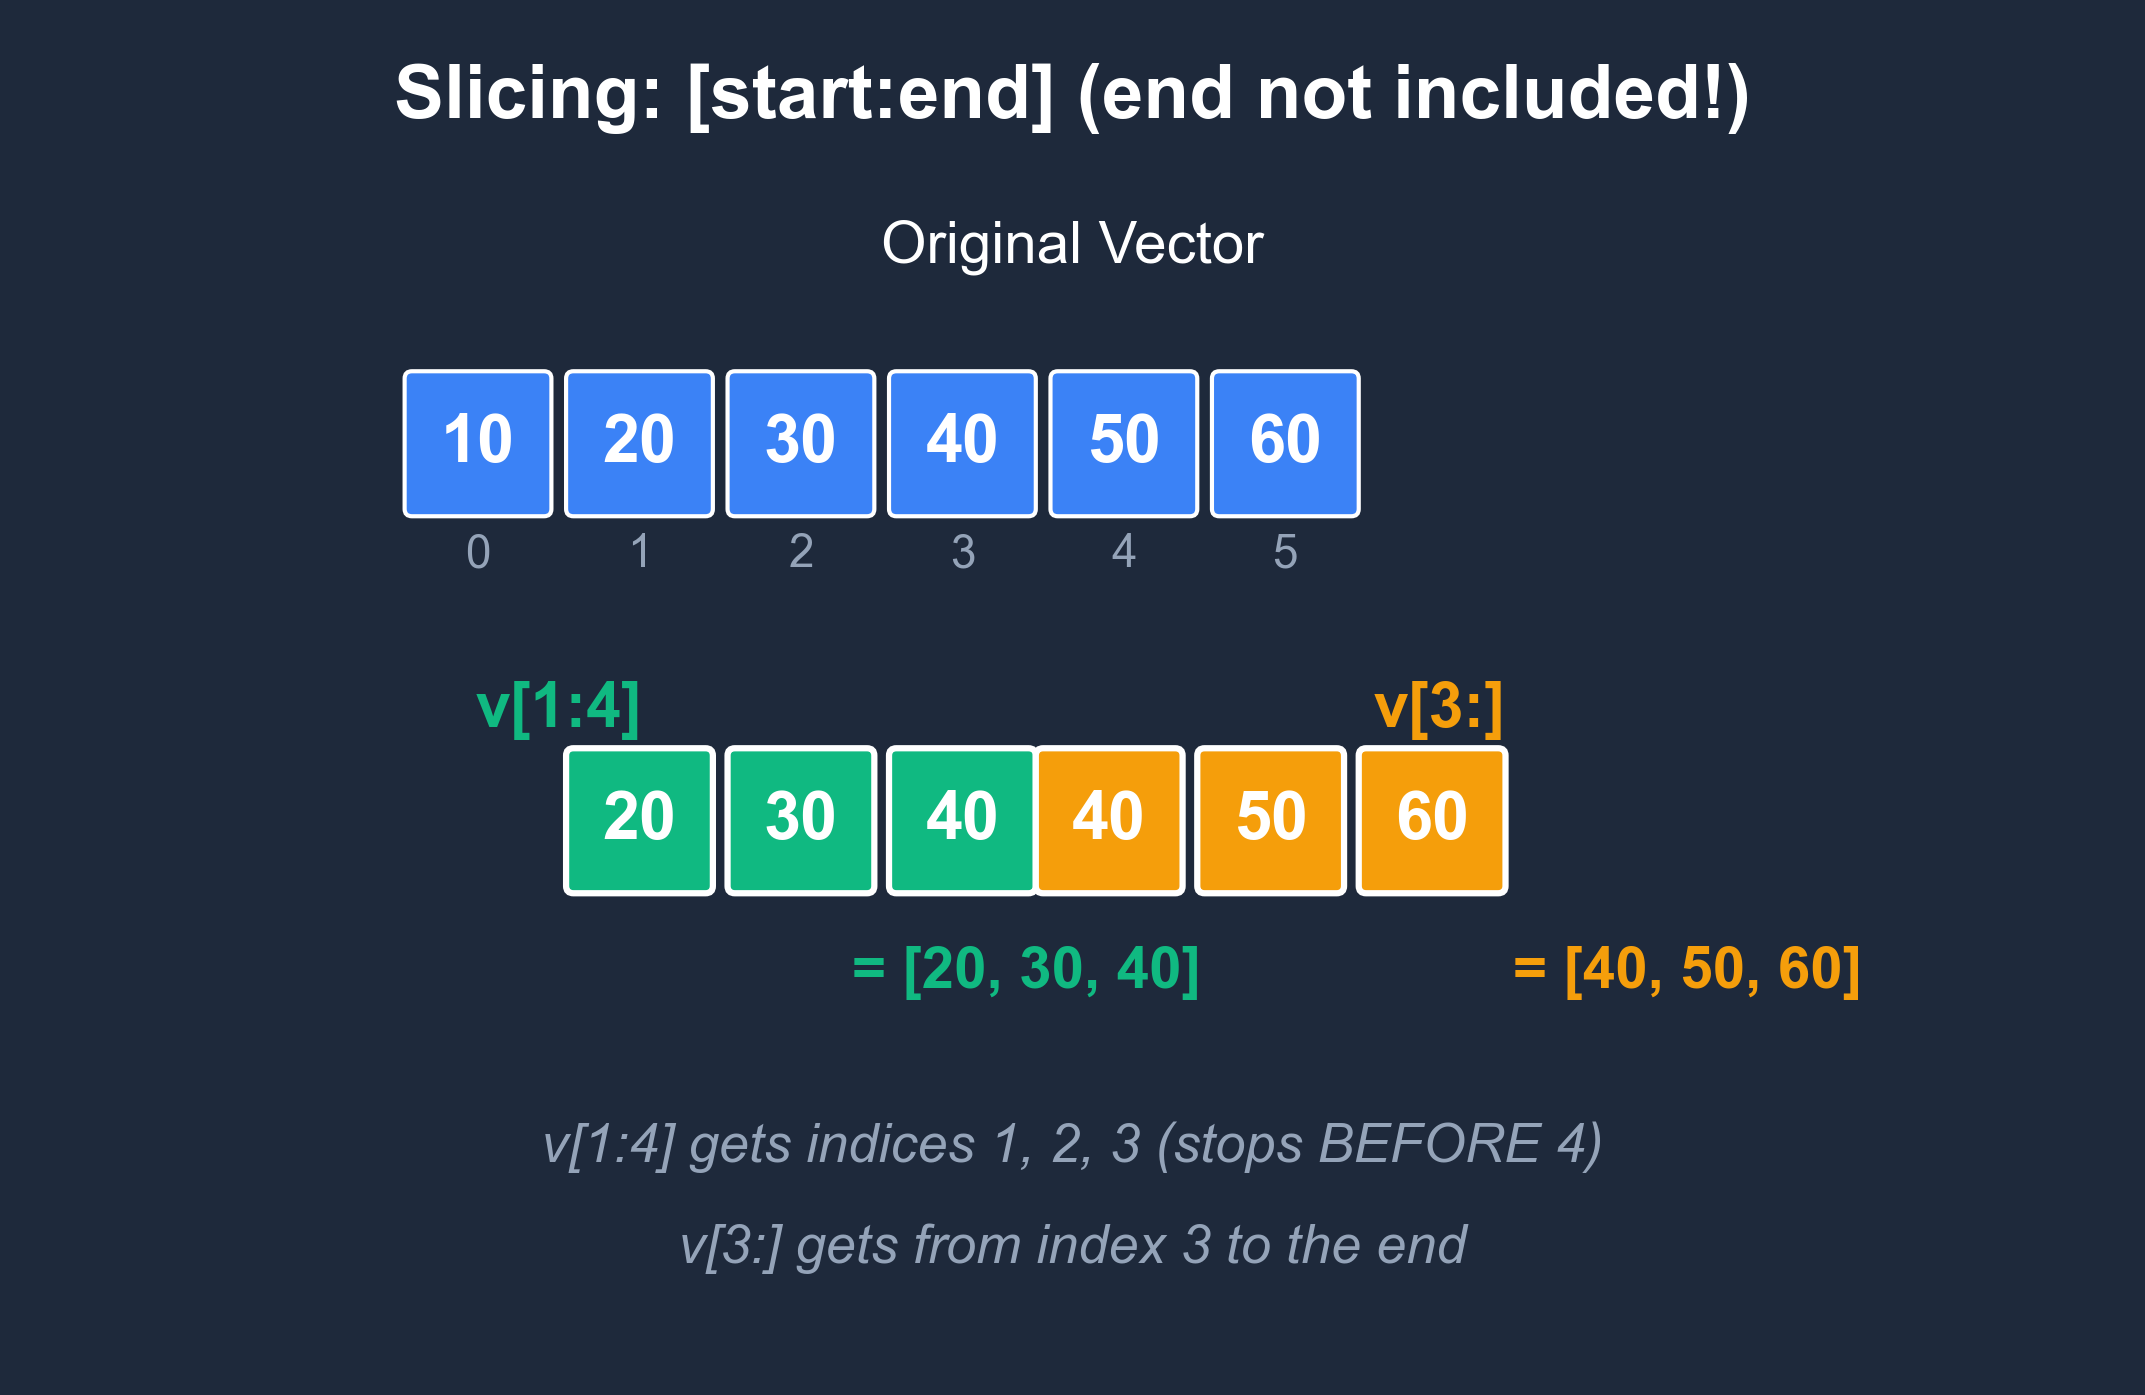 Slicing: [start:end] (end not included!)
Original Vector
10 20 30 40 50 60
0 1 2 3 4 5
v[1:4] v[3:]
20 30 40 40 50 60
= [20, 30, 40] = [40, 50, 60]
v[1:4] gets indices 1, 2, 3 (stops BEFORE 4)
v[3:] gets from index 3 to the end